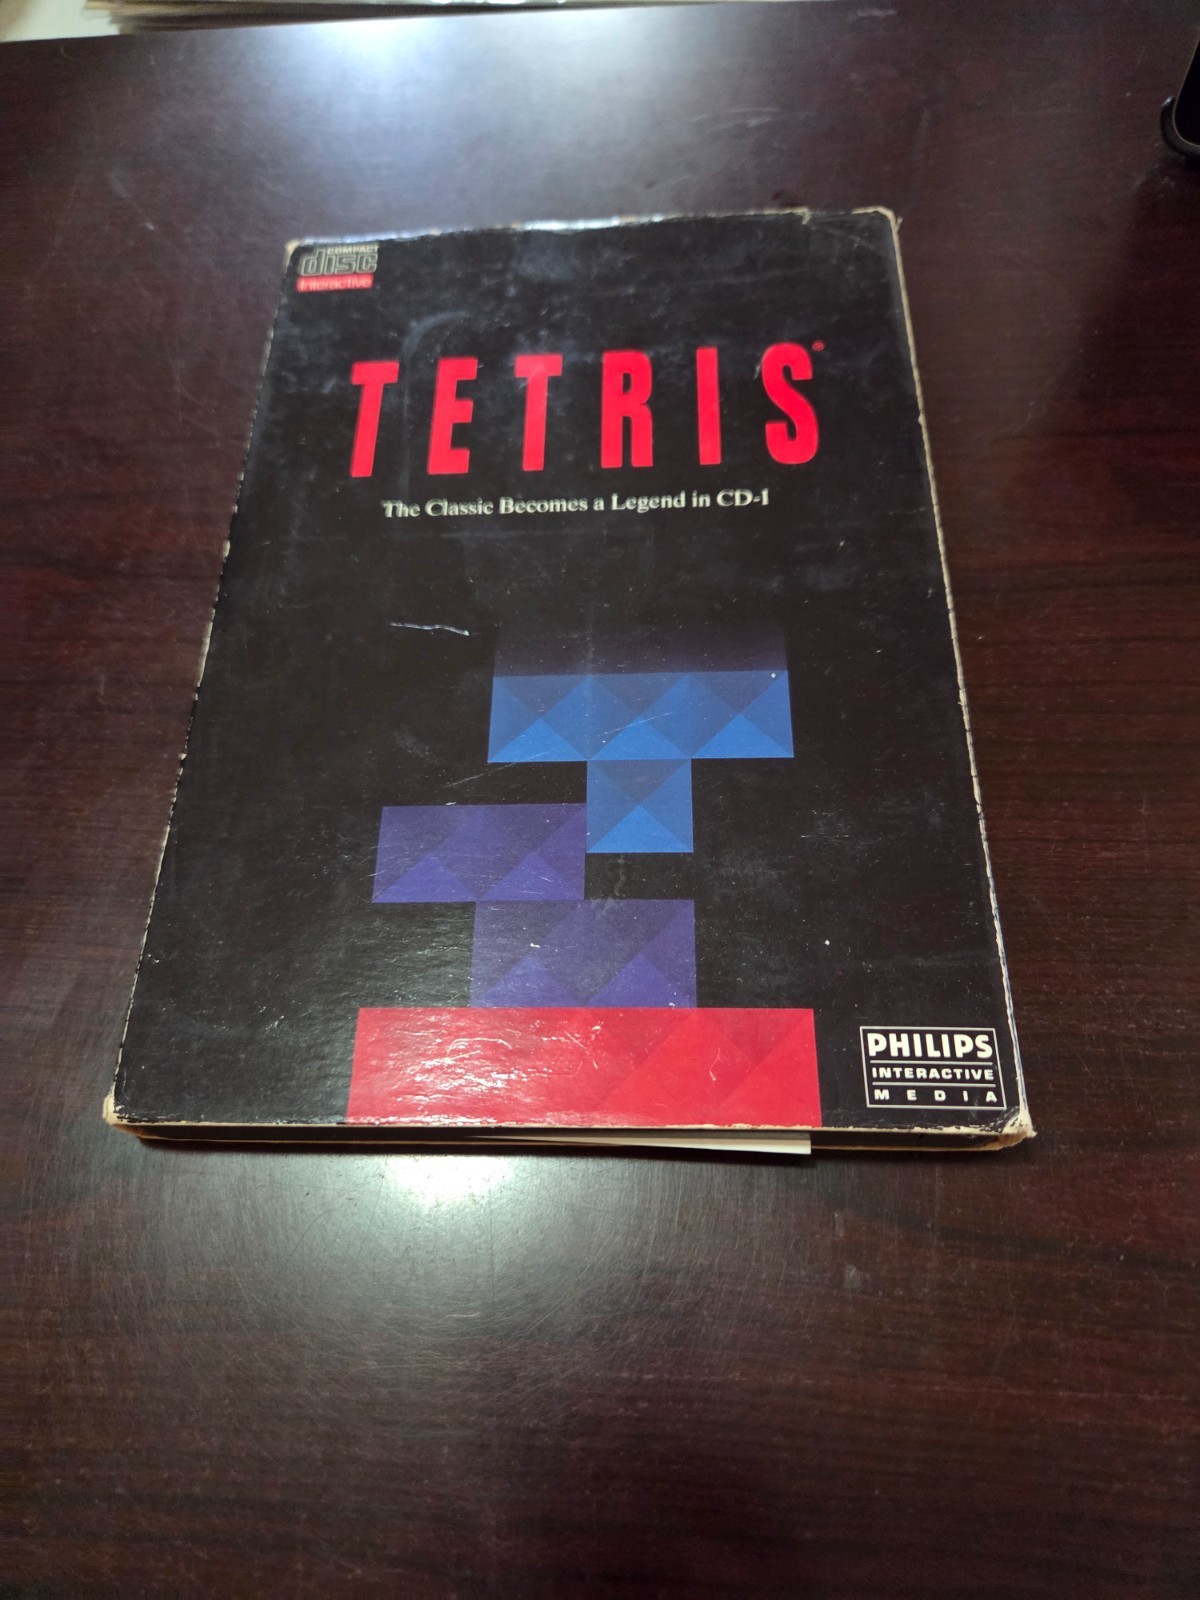 COMPACT
disc
Interactive
TETRIS®
The Classic Becomes a Legend in CD-I
PHILIPS
INTERACTIVE
MEDIA